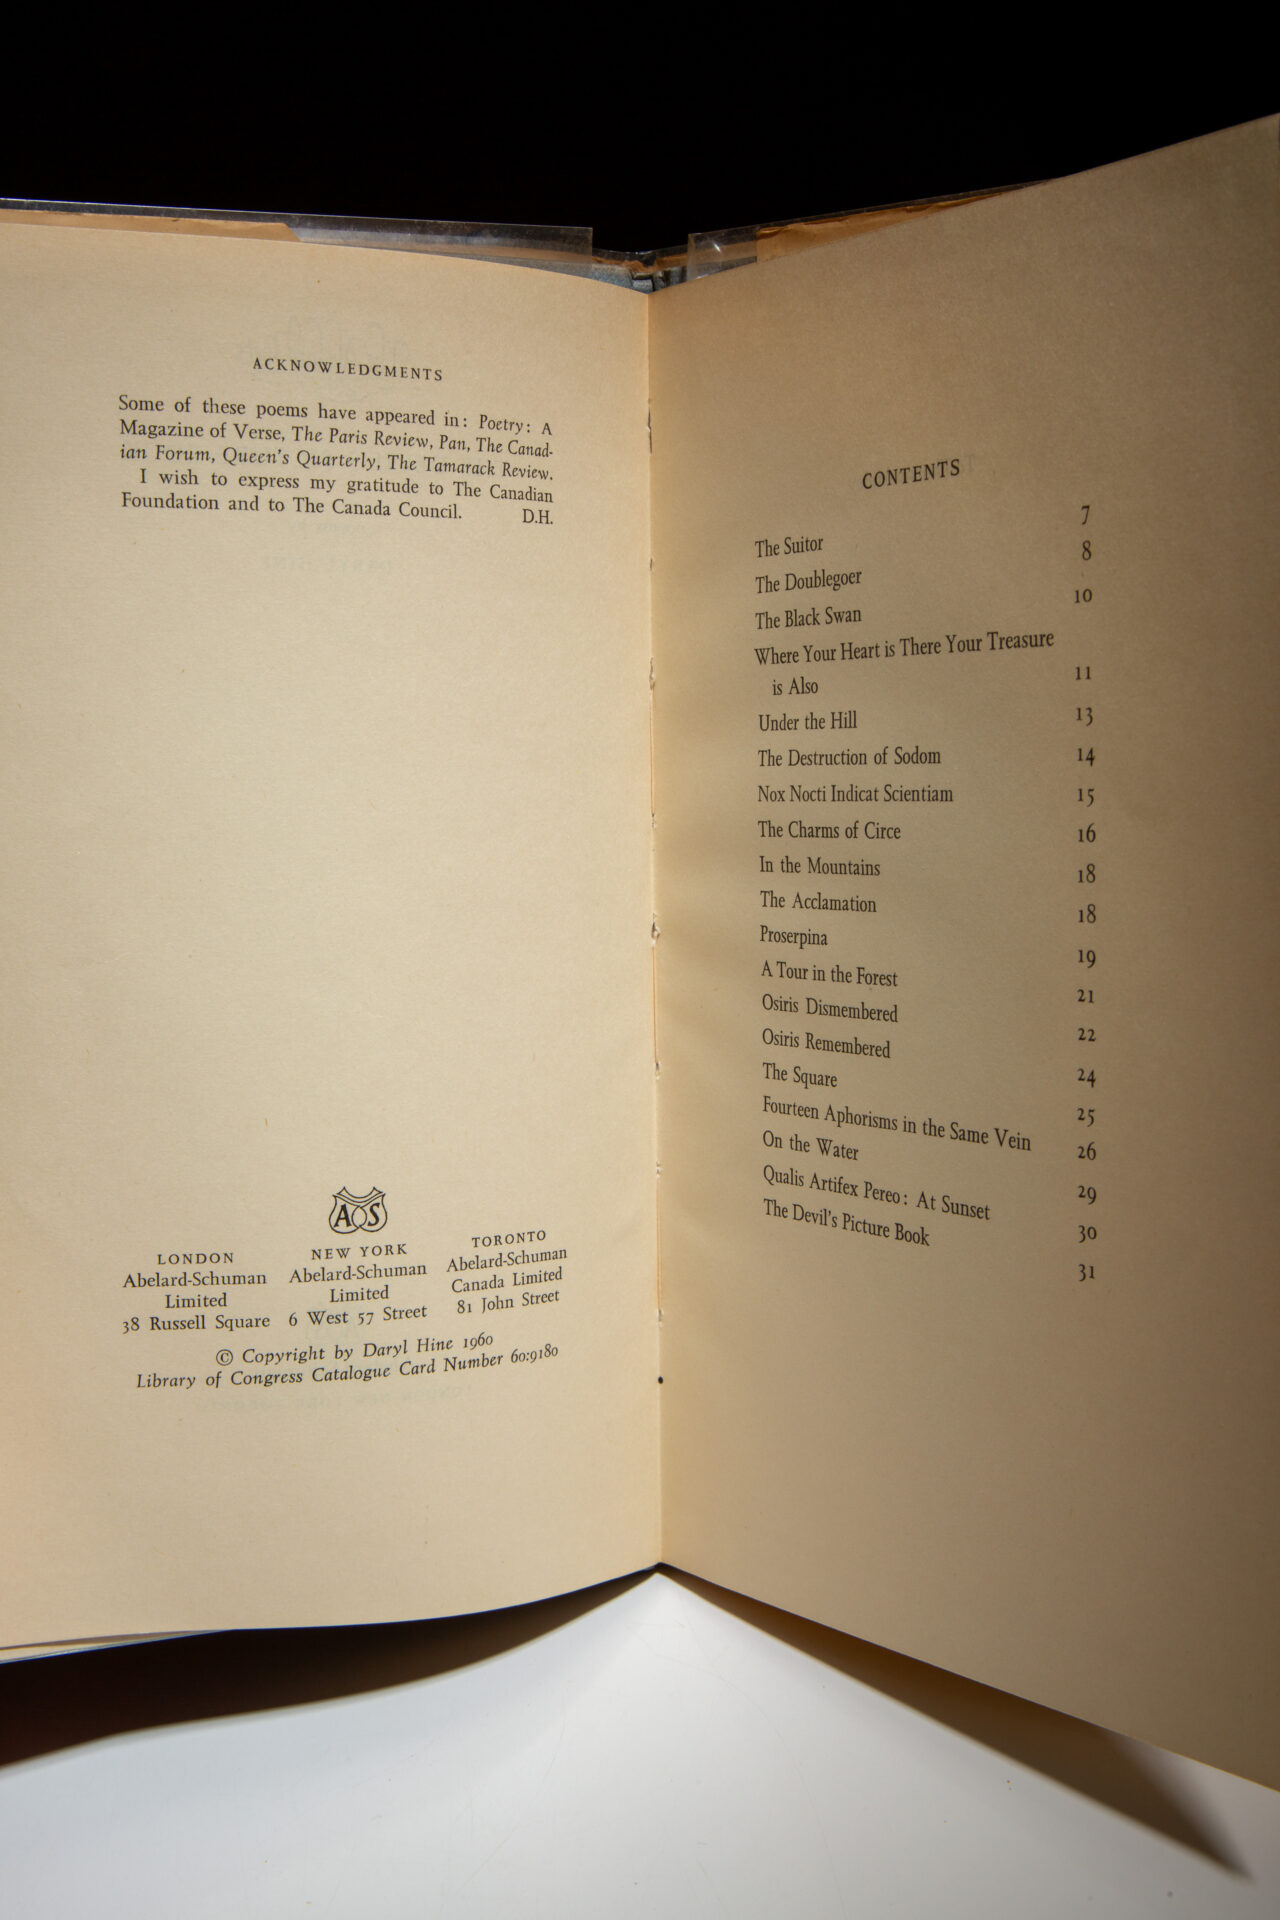 ACKNOWLEDGMENTS
Some of these poems have appeared in: Poetry: A
Magazine of Verse, The Paris Review, Pan, The Canad-
ian Forum, Queen's Quarterly, The Tamarack Review.
I wish to express my gratitude to The Canadian
Foundation and to The Canada Council. D.H.
AS
LONDON
Abelard-Schuman
Limited
38 Russell Square
NEW YORK
Abelard-Schuman
Limited
6 West 57 Street
TORONTO
Abelard-Schuman
Canada Limited
81 John Street
© Copyright by Daryl Hine 1960
Library of Congress Catalogue Card Number 60:9180
CONTENTS
The Suitor 7
The Doublegoer 8
The Black Swan 10
Where Your Heart is There Your Treasure
is Also 11
Under the Hill 13
The Destruction of Sodom 14
Nox Nocti Indicat Scientiam 15
The Charms of Circe 16
In the Mountains 18
The Acclamation 18
Proserpina 19
A Tour in the Forest 21
Osiris Dismembered 22
Osiris Remembered 24
The Square 25
Fourteen Aphorisms in the Same Vein 26
On the Water 29
Qualis Artifex Pereo: At Sunset 30
The Devil's Picture Book 31